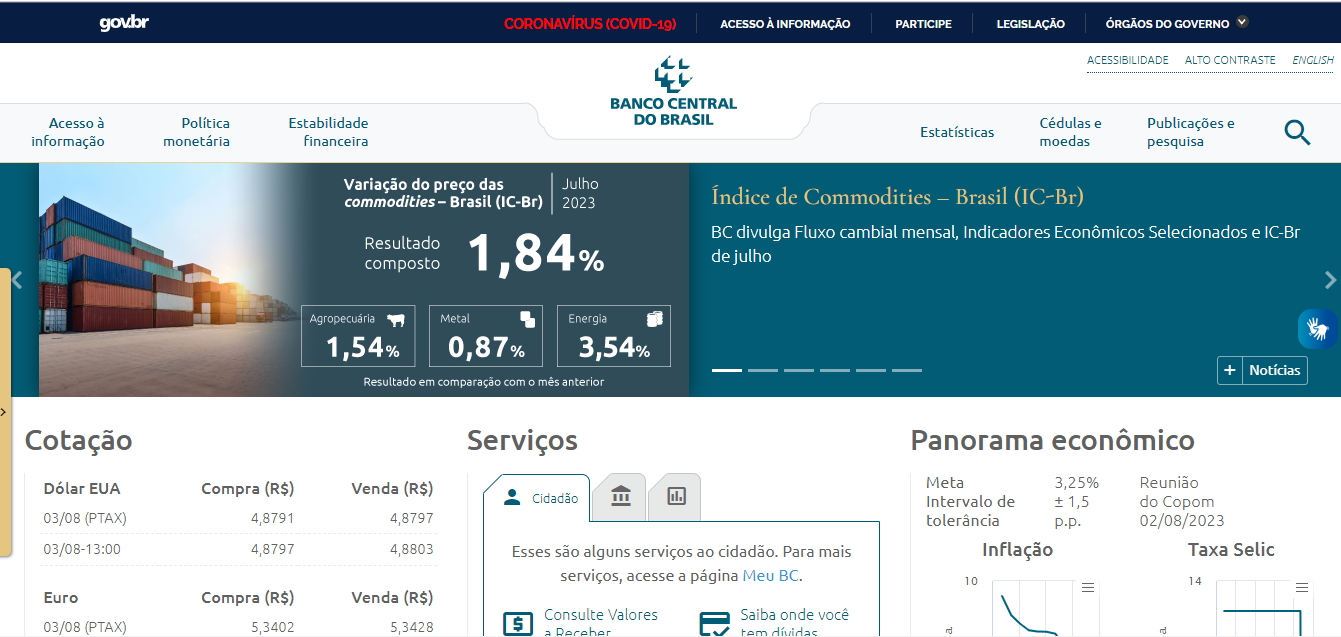 gov.br
CORONAVÍRUS (COVID-19)
ACESSO À INFORMAÇÃO
PARTICIPE
LEGISLAÇÃO
ÓRGÃOS DO GOVERNO
ACESSIBILIDADE
ALTO CONTRASTE
ENGLISH
BANCO CENTRAL
DO BRASIL
Acesso à
informação
Política
monetária
Estabilidade
financeira
Estatísticas
Cédulas e
moedas
Publicações e
pesquisa
Variação do preço das
commodities – Brasil (IC-Br)
Julho
2023
Resultado
composto
1,84%
Agropecuária
1,54%
Metal
0,87%
Energia
3,54%
Resultado em comparação com o mês anterior
Índice de Commodities – Brasil (IC-Br)
BC divulga Fluxo cambial mensal, Indicadores Econômicos Selecionados e IC-Br
de julho
+ Notícias
Cotação
Dólar EUA Compra (R$) Venda (R$)
03/08 (PTAX) 4,8791 4,8797
03/08-13:00 4,8797 4,8803
Euro Compra (R$) Venda (R$)
03/08 (PTAX) 5,3402 5,3428
Serviços
Cidadão
Esses são alguns serviços ao cidadão. Para mais
serviços, acesse a página Meu BC.
Consulte Valores
a Receber
Saiba onde você
tem dívidas
Panorama econômico
Meta
Intervalo de
tolerância
3,25%
± 1,5
p.p.
Reunião
do Copom
02/08/2023
Inflação
10
Taxa Selic
14